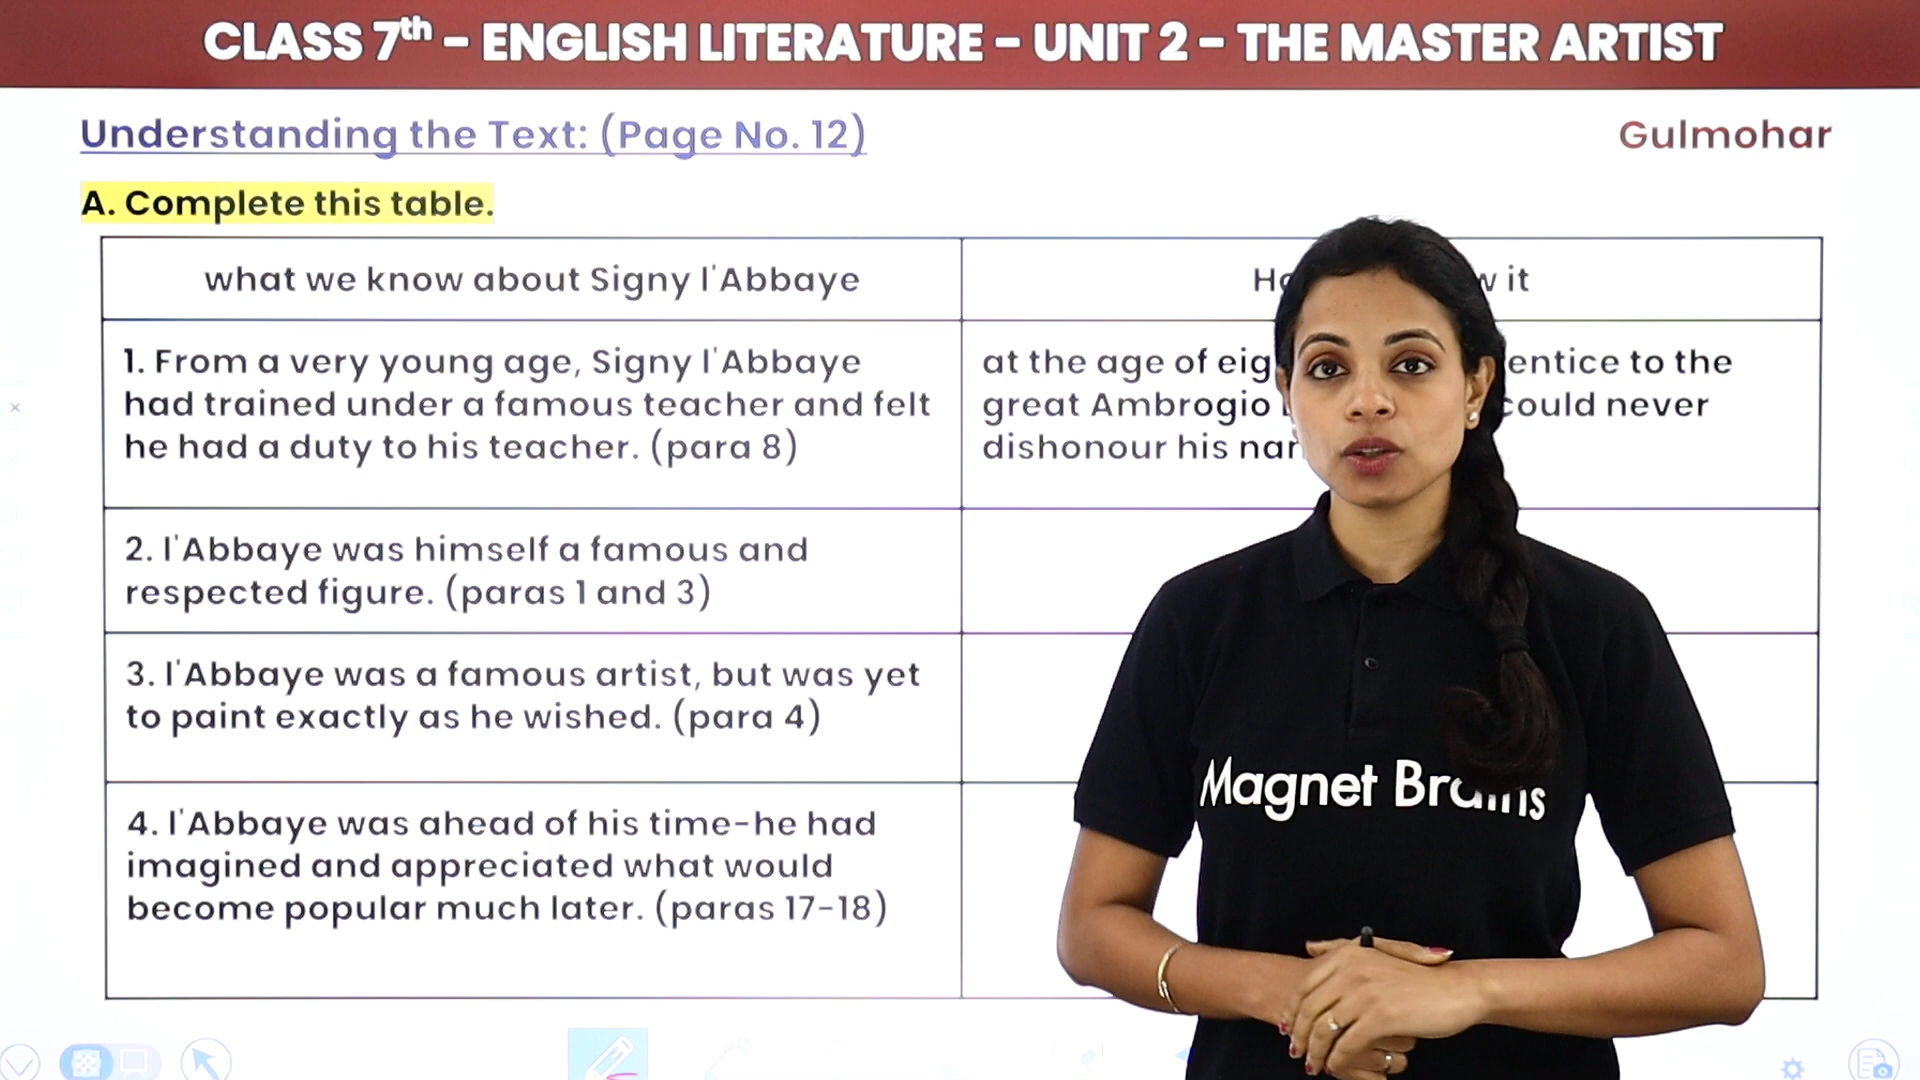 CLASS 7th – ENGLISH LITERATURE – UNIT 2 – THE MASTER ARTIST
Understanding the Text: (Page No. 12)
Gulmohar
A. Complete this table.
what we know about Signy l'Abbaye
it
1. From a very young age, Signy l'Abbaye
had trained under a famous teacher and felt
he had a duty to his teacher. (para 8)
at the age of to the
great Ambrogio could never
dishonour his
2. l'Abbaye was himself a famous and
respected figure. (paras 1 and 3)
3. l'Abbaye was a famous artist, but was yet
to paint exactly as he wished. (para 4)
4. l'Abbaye was ahead of his time-he had
imagined and appreciated what would
become popular much later. (paras 17-18)
Magnet Brains